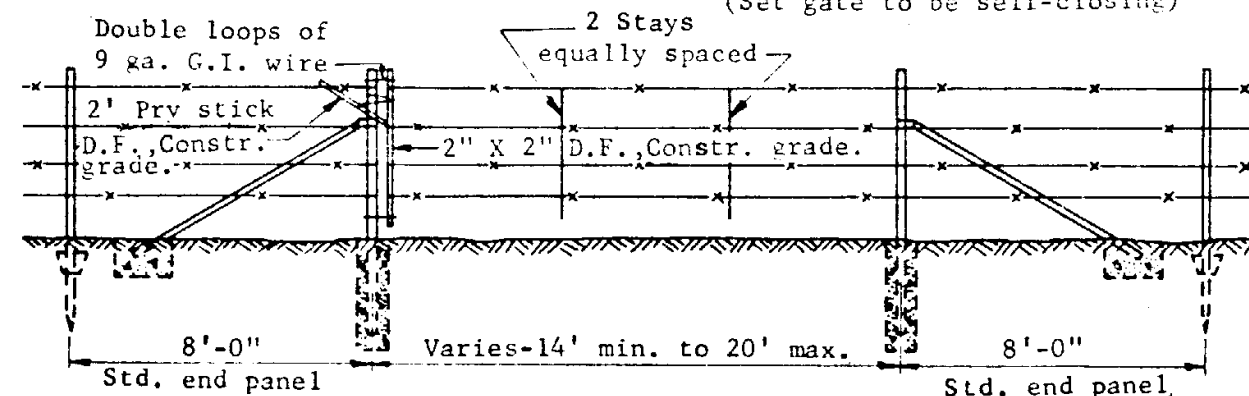 (Set gate to be self-closing)
Double loops of
9 ga. G.I. wire
2 Stays
equally spaced
2' Pry stick
D.F.,Constr.
grade.
2" X 2" D.F.,Constr. grade.
8'-0"
Varies-14' min. to 20' max.
8'-0"
Std. end panel
Std. end panel